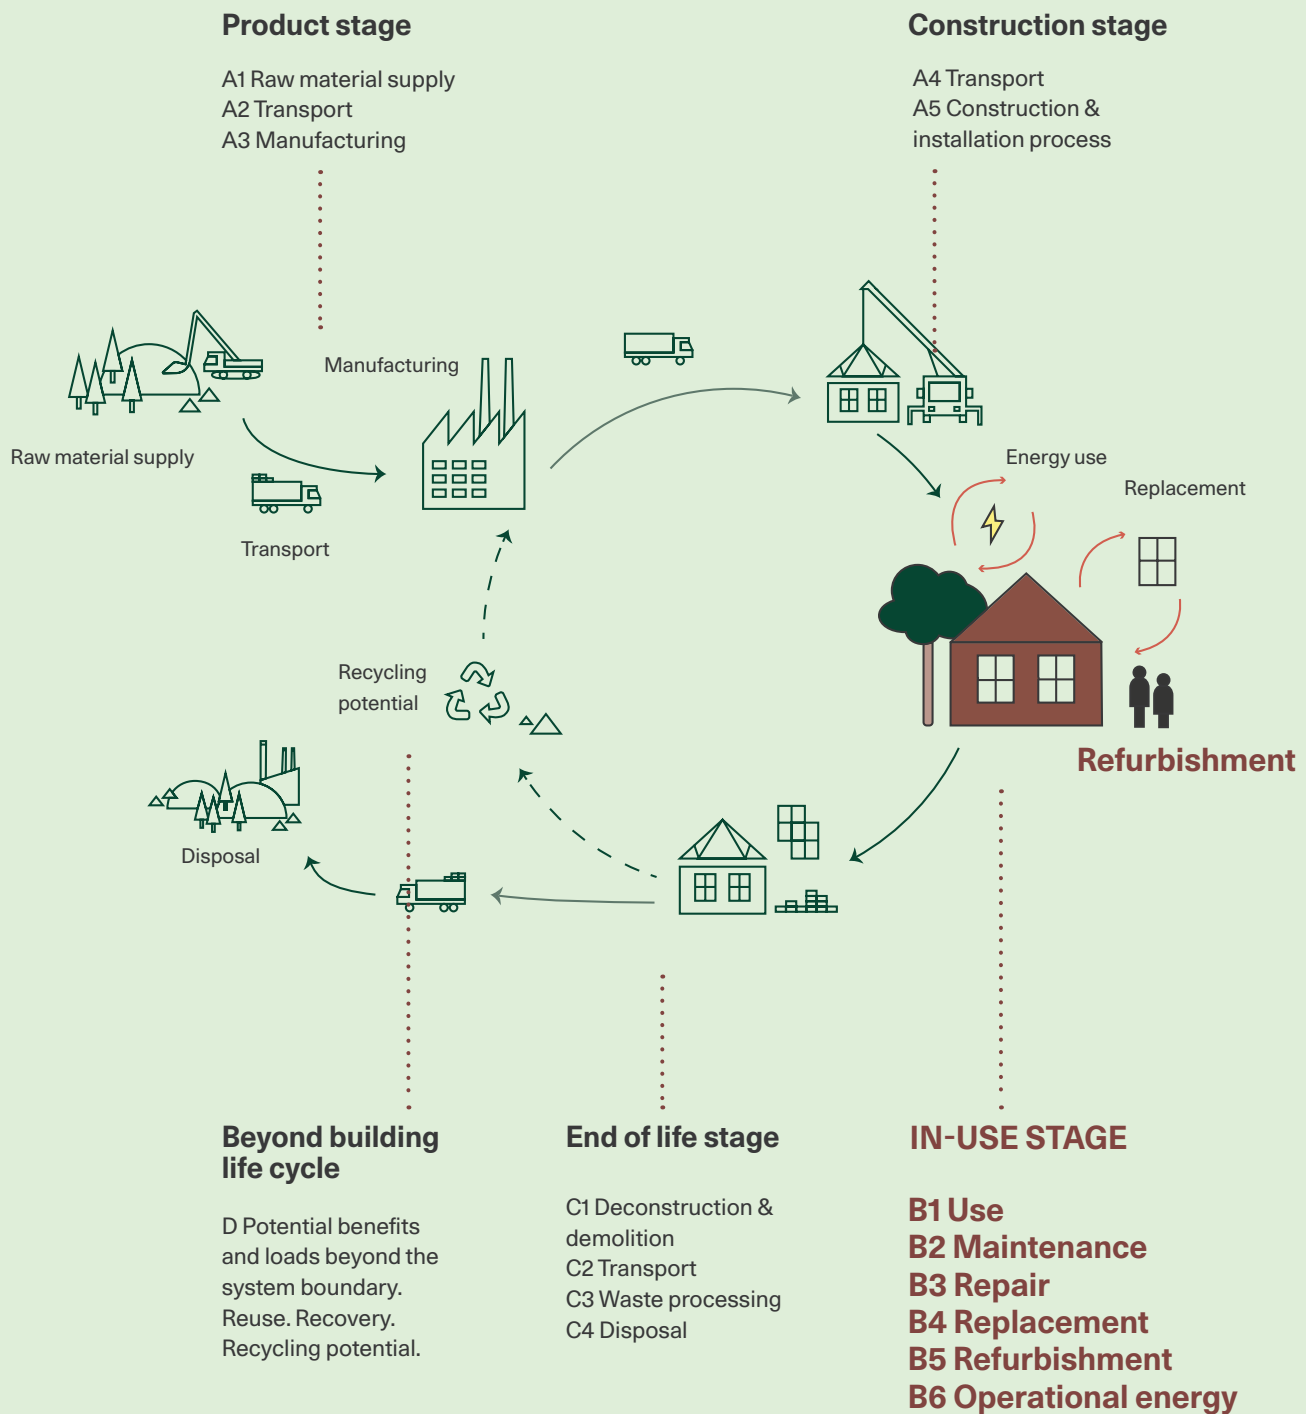 Product stage
A1 Raw material supply
A2 Transport
A3 Manufacturing
Construction stage
A4 Transport
A5 Construction &
installation process
Manufacturing
Raw material supply
Transport
Energy use
Replacement
Recycling
potential
Refurbishment
Disposal
Beyond building
life cycle
D Potential benefits
and loads beyond the
system boundary.
Reuse. Recovery.
Recycling potential.
End of life stage
C1 Deconstruction &
demolition
C2 Transport
C3 Waste processing
C4 Disposal
IN-USE STAGE
B1 Use
B2 Maintenance
B3 Repair
B4 Replacement
B5 Refurbishment
B6 Operational energy